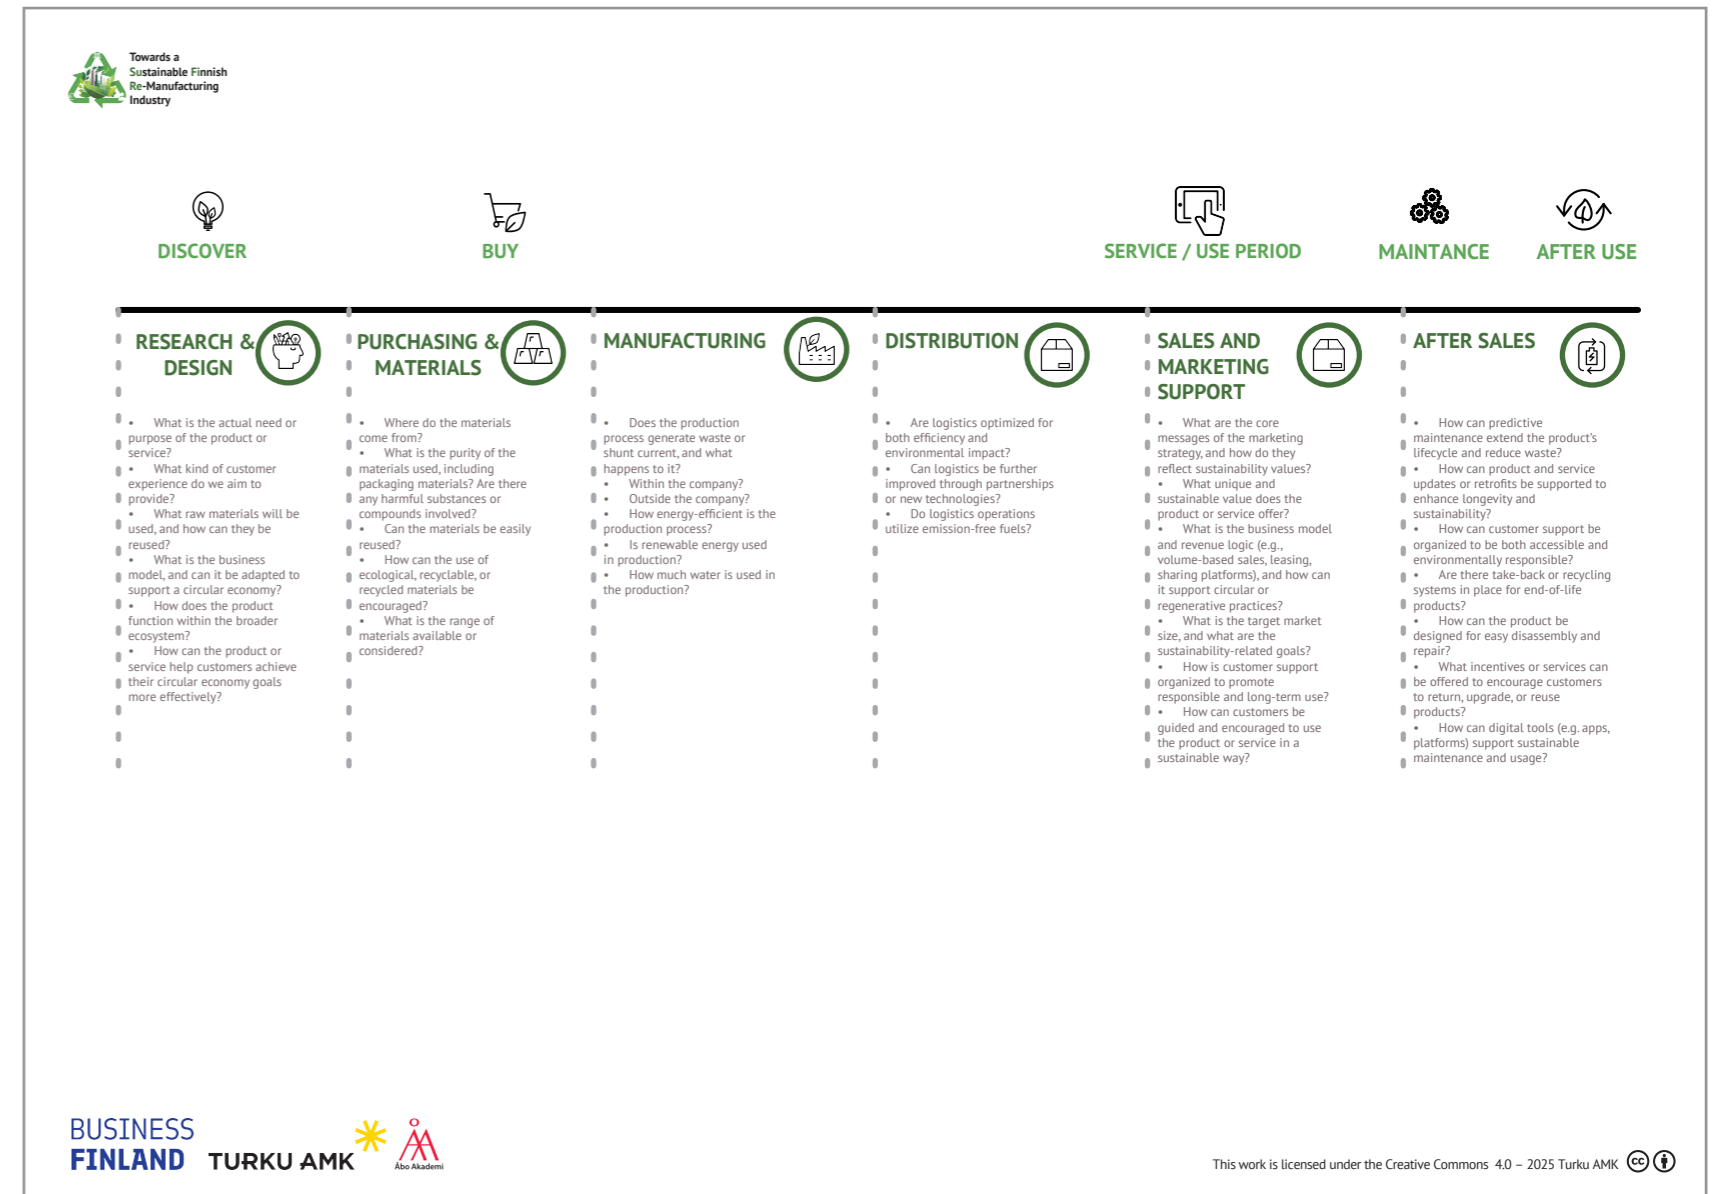 Towards a
Sustainable Finnish
Re-Manufacturing
Industry
DISCOVER
BUY
SERVICE / USE PERIOD
MAINTANCE
AFTER USE
RESEARCH &
DESIGN
• What is the actual need or
purpose of the product or
service?
• What kind of customer
experience do we aim to
provide?
• What raw materials will be
used, and how can they be
reused?
• What is the business
model, and can it be adapted to
support a circular economy?
• How does the product
function within the broader
ecosystem?
• How can the product or
service help customers achieve
their circular economy goals
more effectively?
PURCHASING &
MATERIALS
• Where do the materials
come from?
• What is the purity of the
materials used, including
packaging materials? Are there
any harmful substances or
compounds involved?
• Can the materials be easily
reused?
• How can the use of
ecological, recyclable, or
recycled materials be
encouraged?
• What is the range of
materials available or
considered?
MANUFACTURING
• Does the production
process generate waste or
shunt current, and what
happens to it?
• Within the company?
• Outside the company?
• How energy-efficient is the
production process?
• Is renewable energy used
in production?
• How much water is used in
the production?
DISTRIBUTION
• Are logistics optimized for
both efficiency and
environmental impact?
• Can logistics be further
improved through partnerships
or new technologies?
• Do logistics operations
utilize emission-free fuels?
SALES AND
MARKETING
SUPPORT
• What are the core
messages of the marketing
strategy, and how do they
reflect sustainability values?
• What unique and
sustainable value does the
product or service offer?
• What is the business model
and revenue logic (e.g.,
volume-based sales, leasing,
sharing platforms), and how can
it support circular or
regenerative practices?
• What is the target market
size, and what are the
sustainability-related goals?
• How is customer support
organized to promote
responsible and long-term use?
• How can customers be
guided and encouraged to use
the product or service in a
sustainable way?
AFTER SALES
• How can predictive
maintenance extend the product's
lifecycle and reduce waste?
• How can product and service
updates or retrofits be supported to
enhance longevity and
sustainability?
• How can customer support be
organized to be both accessible and
environmentally responsible?
• Are there take-back or recycling
systems in place for end-of-life
products?
• How can the product be
designed for easy disassembly and
repair?
• What incentives or services can
be offered to encourage customers
to return, upgrade, or reuse
products?
• How can digital tools (e.g. apps,
platforms) support sustainable
maintenance and usage?
BUSINESS
FINLAND
TURKU AMK
Åbo Akademi
This work is licensed under the Creative Commons 4.0 – 2025 Turku AMK
cc